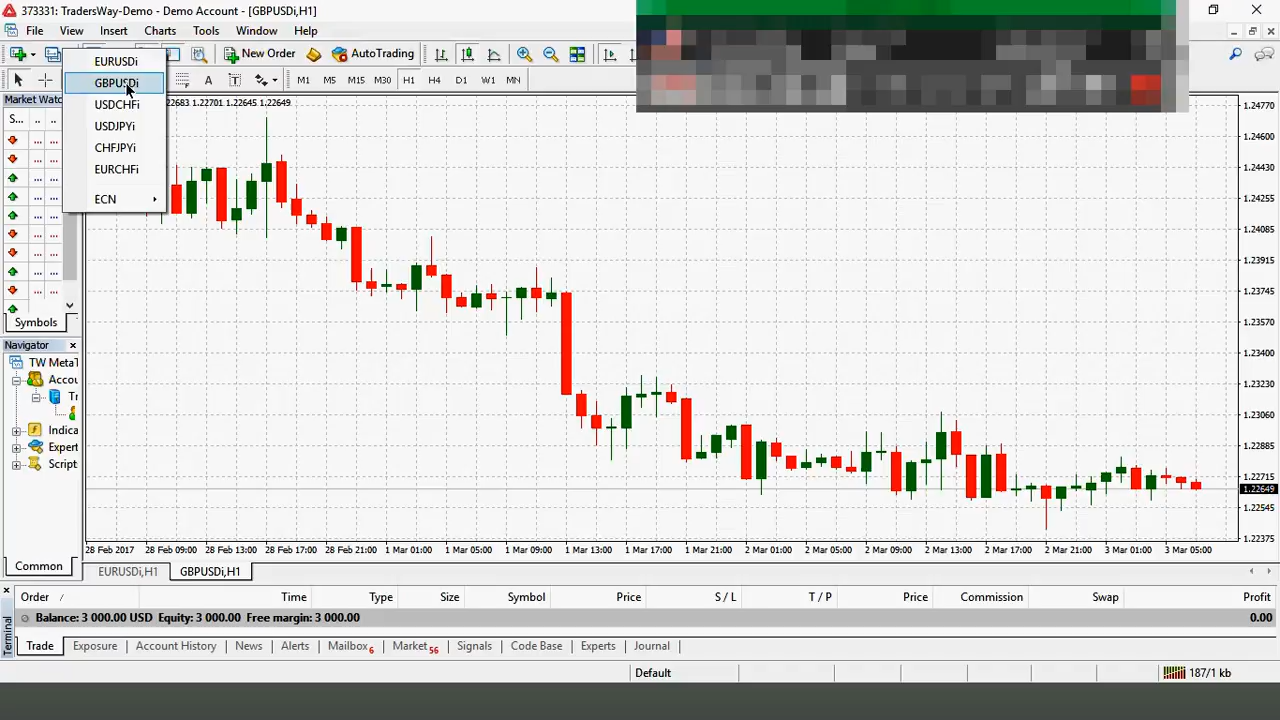 373331: TradersWay-Demo - Demo Account - [GBPUSDi,H1]
File View Insert Charts Tools Window Help
New Order AutoTrading
A T M1 M5 M15 M30 H1 H4 D1 W1 MN
EURUSDi
GBPUSDi
USDCHFi
USDJPYi
CHFJPYi
EURCHFi
ECN
Market Watc
S... .. ..
Symbols
Navigator
TW MetaT
Accou
Tr
Indica
Expert
Script
Common
22683 1.22701 1.22645 1.22649
1.24770
1.24600
1.24430
1.24255
1.24085
1.23915
1.23745
1.23570
1.23400
1.23230
1.23060
1.22885
1.22715
1.22649
1.22545
1.22375
28 Feb 2017 28 Feb 09:00 28 Feb 13:00 28 Feb 17:00 28 Feb 21:00 1 Mar 01:00 1 Mar 05:00 1 Mar 09:00 1 Mar 13:00 1 Mar 17:00 1 Mar 21:00 2 Mar 01:00 2 Mar 05:00 2 Mar 09:00 2 Mar 13:00 2 Mar 17:00 2 Mar 21:00 3 Mar 01:00 3 Mar 05:00
EURUSDi,H1 GBPUSDi,H1
Order / Time Type Size Symbol Price S / L T / P Price Commission Swap Profit
Balance: 3 000.00 USD Equity: 3 000.00 Free margin: 3 000.00 0.00
Terminal
Trade Exposure Account History News Alerts Mailbox 6 Market 56 Signals Code Base Experts Journal
Default 187/1 kb